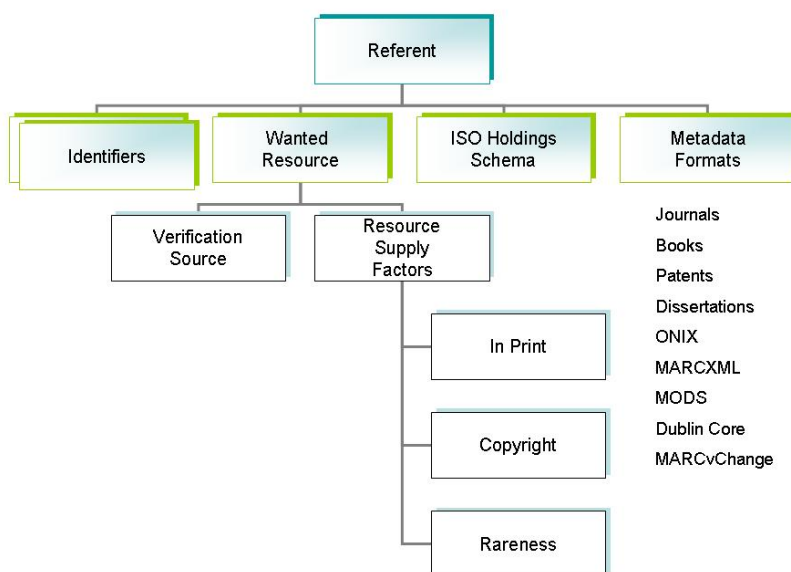 Referent
Identifiers
Wanted
Resource
ISO Holdings
Schema
Metadata
Formats
Verification
Source
Resource
Supply
Factors
In Print
Copyright
Rareness
Journals
Books
Patents
Dissertations
ONIX
MARCXML
MODS
Dublin Core
MARCvChange